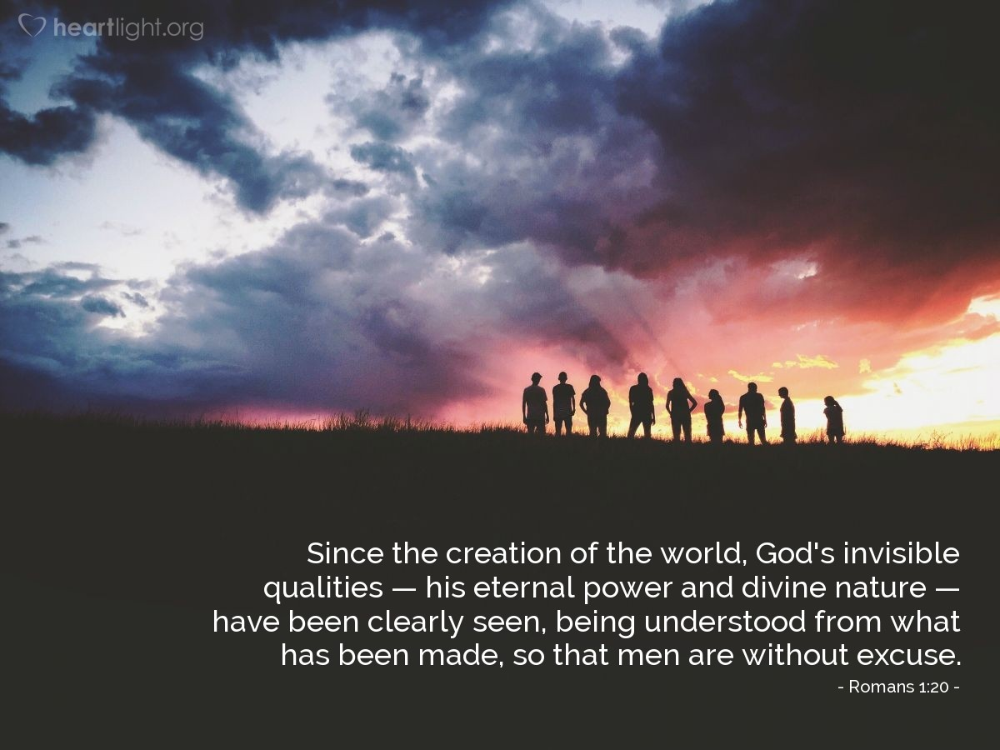 heartlight.org
Since the creation of the world, God's invisible
qualities — his eternal power and divine nature —
have been clearly seen, being understood from what
has been made, so that men are without excuse.
- Romans 1:20 -